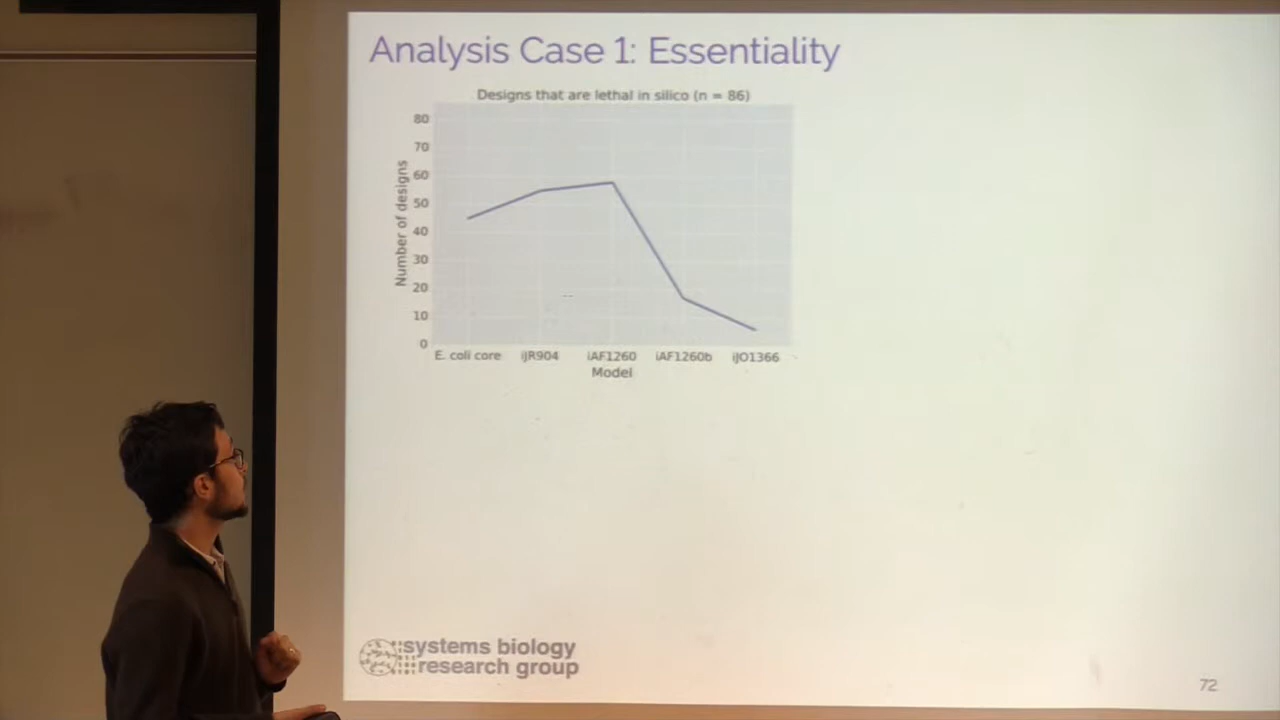 Analysis Case 1: Essentiality
Designs that are lethal in silico (n = 86)
80
70
60
50
40
30
20
10
0
Number of designs
E. coli core iJR904 iAF1260 iAF1260b iJO1366
Model
systems biology
research group
72